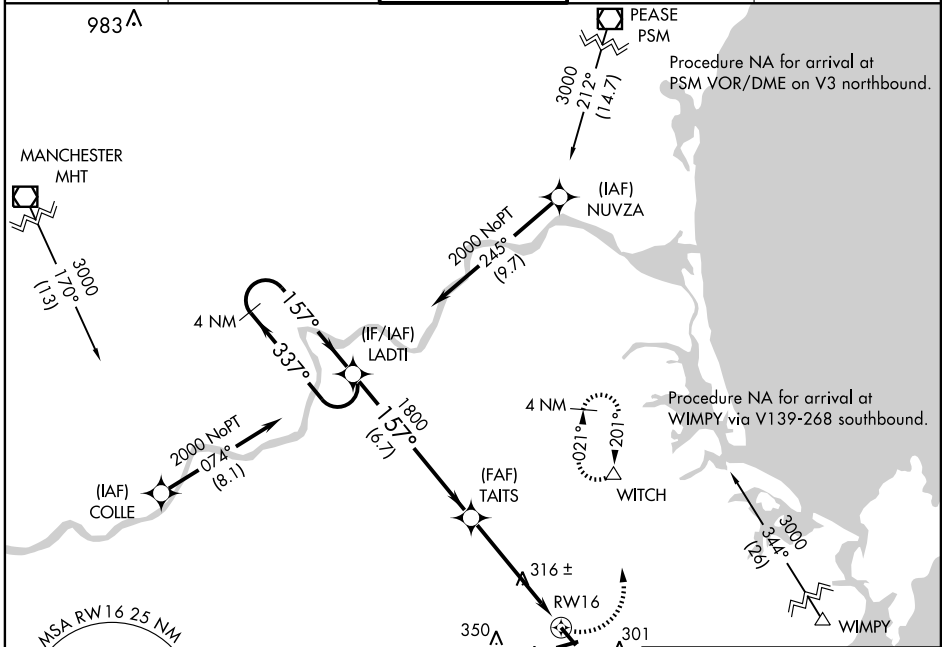 983
PEASE
PSM
Procedure NA for arrival at
PSM VOR/DME on V3 northbound.
3000
212°
(14.7)
MANCHESTER
MHT
3000
170°
(13)
(IAF)
NUVZA
2000 NoPT
245°
(9.7)
4 NM
157°
337°
(IF/IAF)
LADTI
1800
157°
(6.7)
4 NM
021°
201°
WITCH
Procedure NA for arrival at
WIMPY via V139-268 southbound.
2000 NoPT
074°
(8.1)
(IAF)
COLLE
(FAF)
TAITS
3000
344°
(26)
WIMPY
316 ±
RW16
350
301
MSA RW16 25 NM